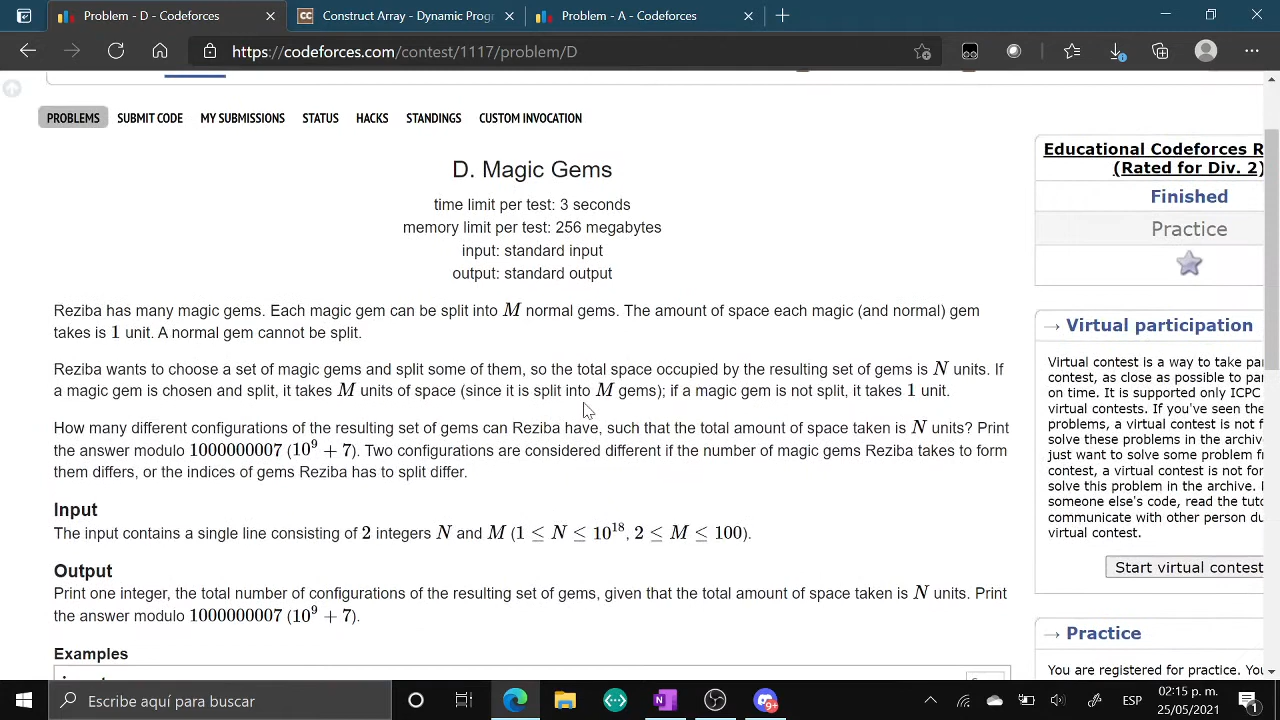 Problem - D - Codeforces
Construct Array - Dynamic Prog
Problem - A - Codeforces
https://codeforces.com/contest/1117/problem/D
PROBLEMS SUBMIT CODE MY SUBMISSIONS STATUS HACKS STANDINGS CUSTOM INVOCATION
D. Magic Gems
time limit per test: 3 seconds
memory limit per test: 256 megabytes
input: standard input
output: standard output
Reziba has many magic gems. Each magic gem can be split into M normal gems. The amount of space each magic (and normal) gem
takes is 1 unit. A normal gem cannot be split.
Reziba wants to choose a set of magic gems and split some of them, so the total space occupied by the resulting set of gems is N units. If
a magic gem is chosen and split, it takes M units of space (since it is split into M gems); if a magic gem is not split, it takes 1 unit.
How many different configurations of the resulting set of gems can Reziba have, such that the total amount of space taken is N units? Print
the answer modulo 1000000007 (10⁹ + 7). Two configurations are considered different if the number of magic gems Reziba takes to form
them differs, or the indices of gems Reziba has to split differ.
Input
The input contains a single line consisting of 2 integers N and M (1 ≤ N ≤ 10¹⁸, 2 ≤ M ≤ 100).
Output
Print one integer, the total number of configurations of the resulting set of gems, given that the total amount of space taken is N units. Print
the answer modulo 1000000007 (10⁹ + 7).
Examples
Educational Codeforces R
(Rated for Div. 2)
Finished
Practice
→ Virtual participation
Virtual contest is a way to take pa
contest, as close as possible to par
on time. It is supported only ICPC
virtual contests. If you've seen the
problems, a virtual contest is not f
solve these problems in the archiv
just want to solve some problem fr
contest, a virtual contest is not for
solve this problem in the archive.
someone else's code, read the tuto
communicate with other person du
virtual contest.
Start virtual contest
→ Practice
You are registered for practice. You
Escribe aquí para buscar
9+
ESP
02:15 p. m.
25/05/2021
1